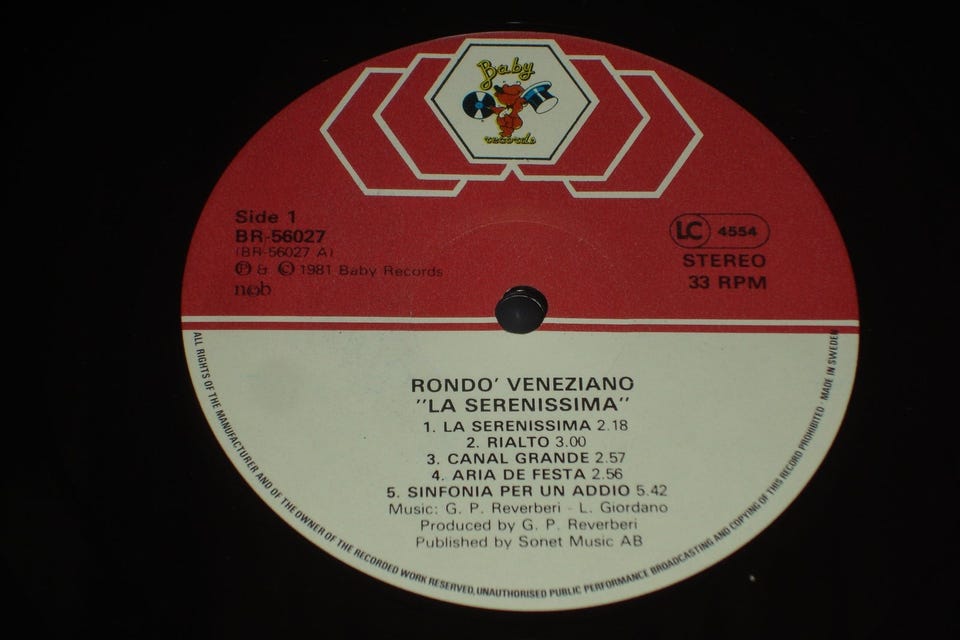 Baby
records
Side 1
BR-56027
(BR-56027 A)
Ⓟ & © 1981 Baby Records
n©b
LC 4554
STEREO
33 RPM
RONDO' VENEZIANO
"LA SERENISSIMA"
1. LA SERENISSIMA 2.18
2. RIALTO 3.00
3. CANAL GRANDE 2.57
4. ARIA DE FESTA 2.56
5. SINFONIA PER UN ADDIO 5.42
Music: G. P. Reverberi - L. Giordano
Produced by G. P. Reverberi
Published by Sonet Music AB
ALL RIGHTS OF THE MANUFACTURER AND OF THE OWNER OF THE RECORDED WORK RESERVED, UNAUTHORISED PUBLIC PERFORMANCE BROADCASTING AND COPYING OF THIS RECORD PROHIBITED · MADE IN SWEDEN